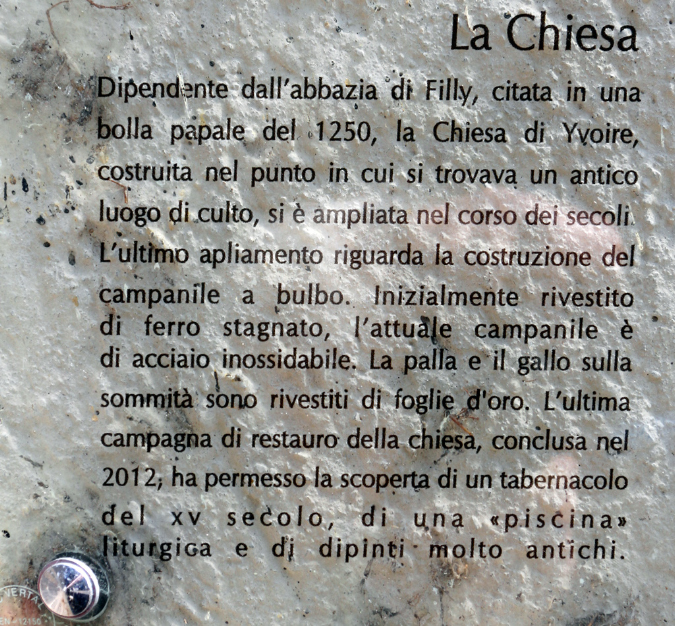 La Chiesa
Dipendente dall'abbazia di Filly, citata in una
bolla papale del 1250, la Chiesa di Yvoire,
costruita nel punto in cui si trovava un antico
luogo di culto, si è ampliata nel corso dei secoli.
L'ultimo apliamento riguarda la costruzione del
campanile a bulbo. Inizialmente rivestito
di ferro stagnato, l'attuale campanile è
di acciaio inossidabile. La palla e il gallo sulla
sommità sono rivestiti di foglie d'oro. L'ultima
campagna di restauro della chiesa, conclusa nel
2012, ha permesso la scoperta di un tabernacolo
del xv secolo, di una «piscina»
liturgica e di dipinti molto antichi.